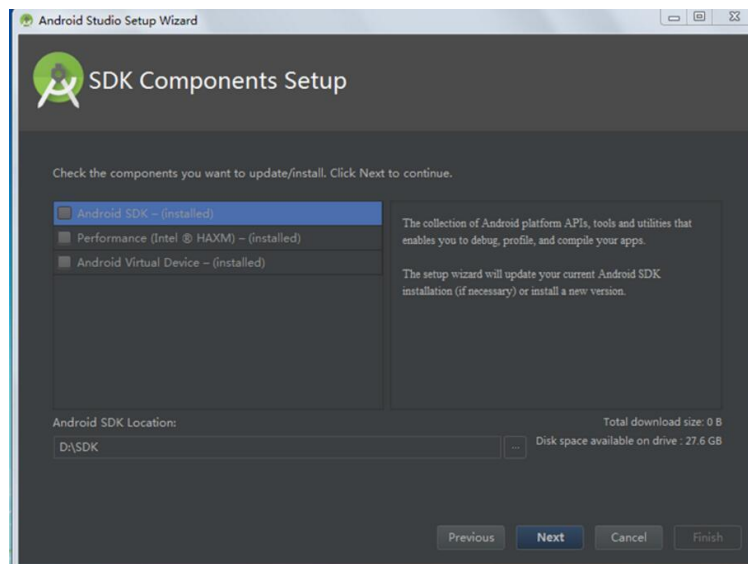 Android Studio Setup Wizard
SDK Components Setup
Check the components you want to update/install. Click Next to continue.
Android SDK – (installed)
Performance (Intel ® HAXM) – (installed)
Android Virtual Device – (installed)
The collection of Android platform APIs, tools and utilities that
enables you to debug, profile, and compile your apps.
The setup wizard will update your current Android SDK
installation (if necessary) or install a new version.
Android SDK Location:
Total download size: 0 B
D:\SDK
...
Disk space available on drive : 27.6 GB
Previous
Next
Cancel
Finish